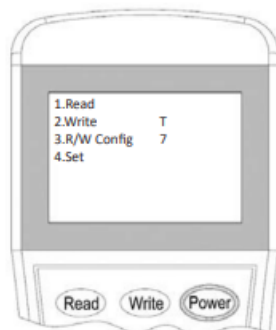 1.Read
2.Write T
3.R/W Config 7
4.Set
Read Write Power